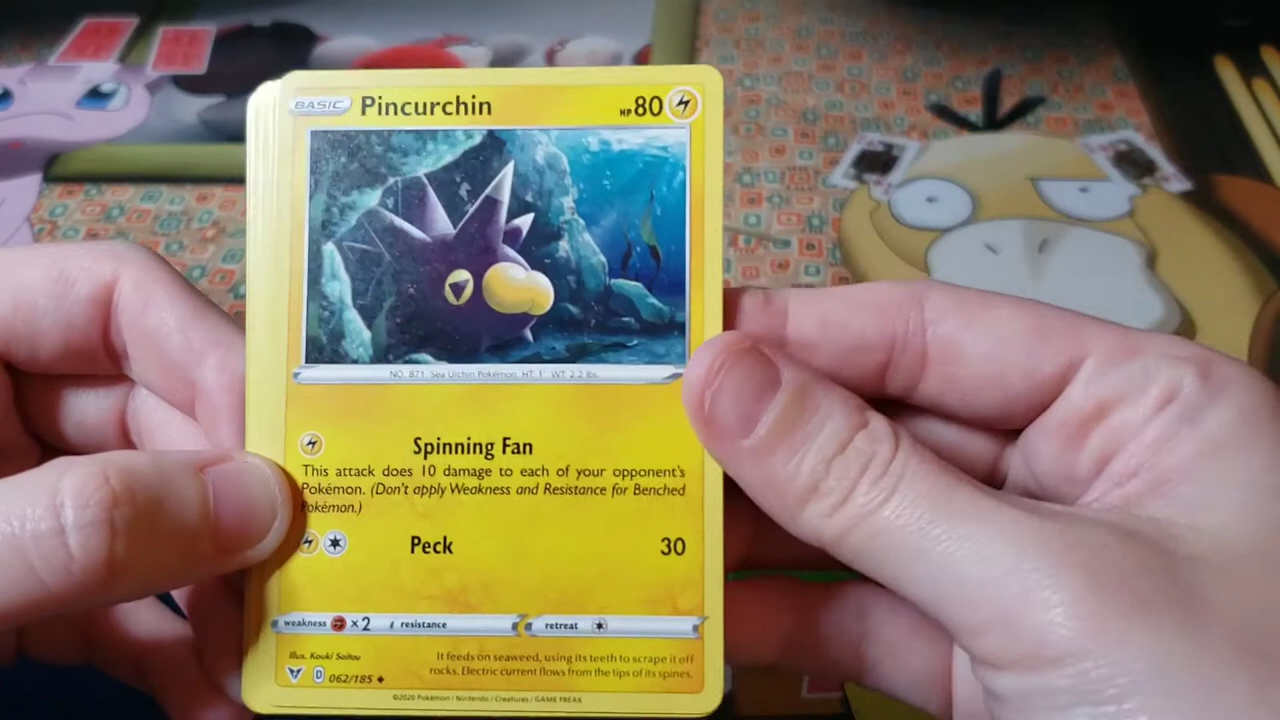 BASIC Pincurchin HP 80
NO. 871 Sea Urchin Pokémon HT: 1' WT: 2.2 lbs.
Spinning Fan
This attack does 10 damage to each of your opponent's
Pokémon. (Don't apply Weakness and Resistance for Benched
Pokémon.)
Peck 30
weakness ×2 resistance retreat
Illus. Kouki Saitou
It feeds on seaweed, using its teeth to scrape it off
rocks. Electric current flows from the tips of its spines.
D 062/185
©2020 Pokémon / Nintendo / Creatures / GAME FREAK